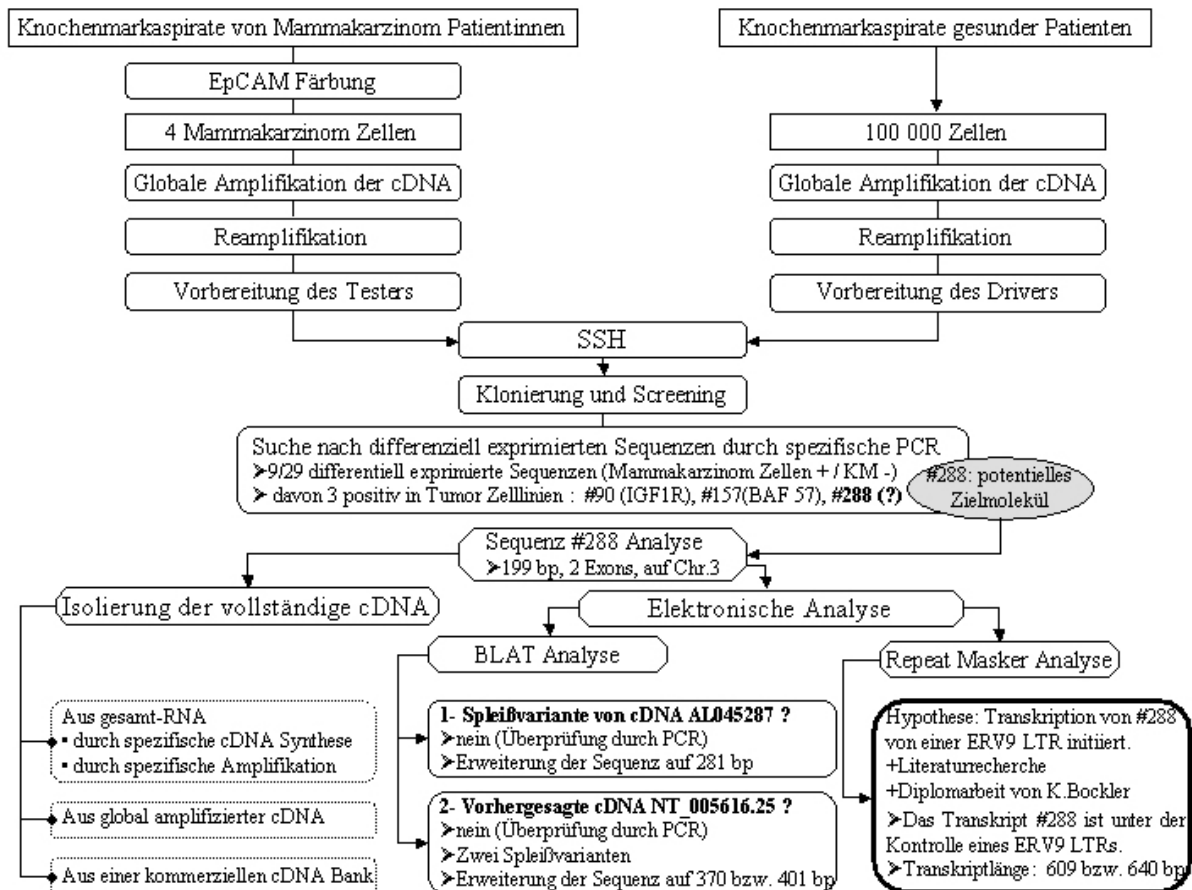 Knochenmarkaspirate von Mammakarzinom Patientinnen
Knochenmarkaspirate gesunder Patienten
EpCAM Färbung
4 Mammakarzinom Zellen
100 000 Zellen
Globale Amplifikation der cDNA
Globale Amplifikation der cDNA
Reamplifikation
Reamplifikation
Vorbereitung des Testers
Vorbereitung des Drivers
SSH
Klonierung und Screening
Suche nach differenziell exprimierten Sequenzen durch spezifische PCR
➢9/29 differentiell exprimierte Sequenzen (Mammakarzinom Zellen + / KM -)
➢ davon 3 positiv in Tumor Zelllinien : #90 (IGF1R), #157(BAF 57), #288 (?)
#288: potentielles
Zielmolekül
Sequenz #288 Analyse
➢199 bp, 2 Exons, auf Chr.3
Isolierung der vollständige cDNA
Elektronische Analyse
BLAT Analyse
Repeat Masker Analyse
Aus gesamt-RNA
▪ durch spezifische cDNA Synthese
▪ durch spezifische Amplifikation
Aus global amplifizierter cDNA
Aus einer kommerziellen cDNA Bank
1- Spleißvariante von cDNA AL045287 ?
➢nein (Überprüfung durch PCR)
➢Erweiterung der Sequenz auf 281 bp
2- Vorhergesagte cDNA NT_005616.25 ?
➢nein (Überprüfung durch PCR)
➢Zwei Spleißvarianten
➢Erweiterung der Sequenz auf 370 bzw. 401 bp
Hypothese: Transkription von #288
von einer ERV9 LTR initiiert.
+Literaturrecherche
+Diplomarbeit von K.Bockler
➢Das Transkript #288 ist unter der
Kontrolle eines ERV9 LTRs.
➢Transkriptlänge: 609 bzw. 640 bp